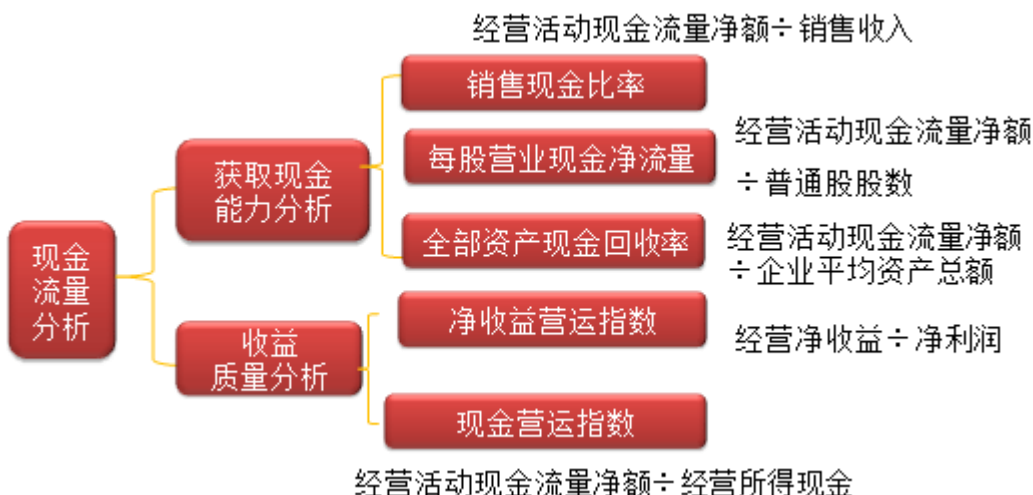 经营活动现金流量净额÷销售收入
销售现金比率
经营活动现金流量净额
每股营业现金净流量
÷普通股股数
获取现金
能力分析
全部资产现金回收率
经营活动现金流量净额
÷企业平均资产总额
现金
流量
分析
净收益营运指数
经营净收益÷净利润
收益
质量分析
现金营运指数
经营活动现金流量净额÷经营所得现金